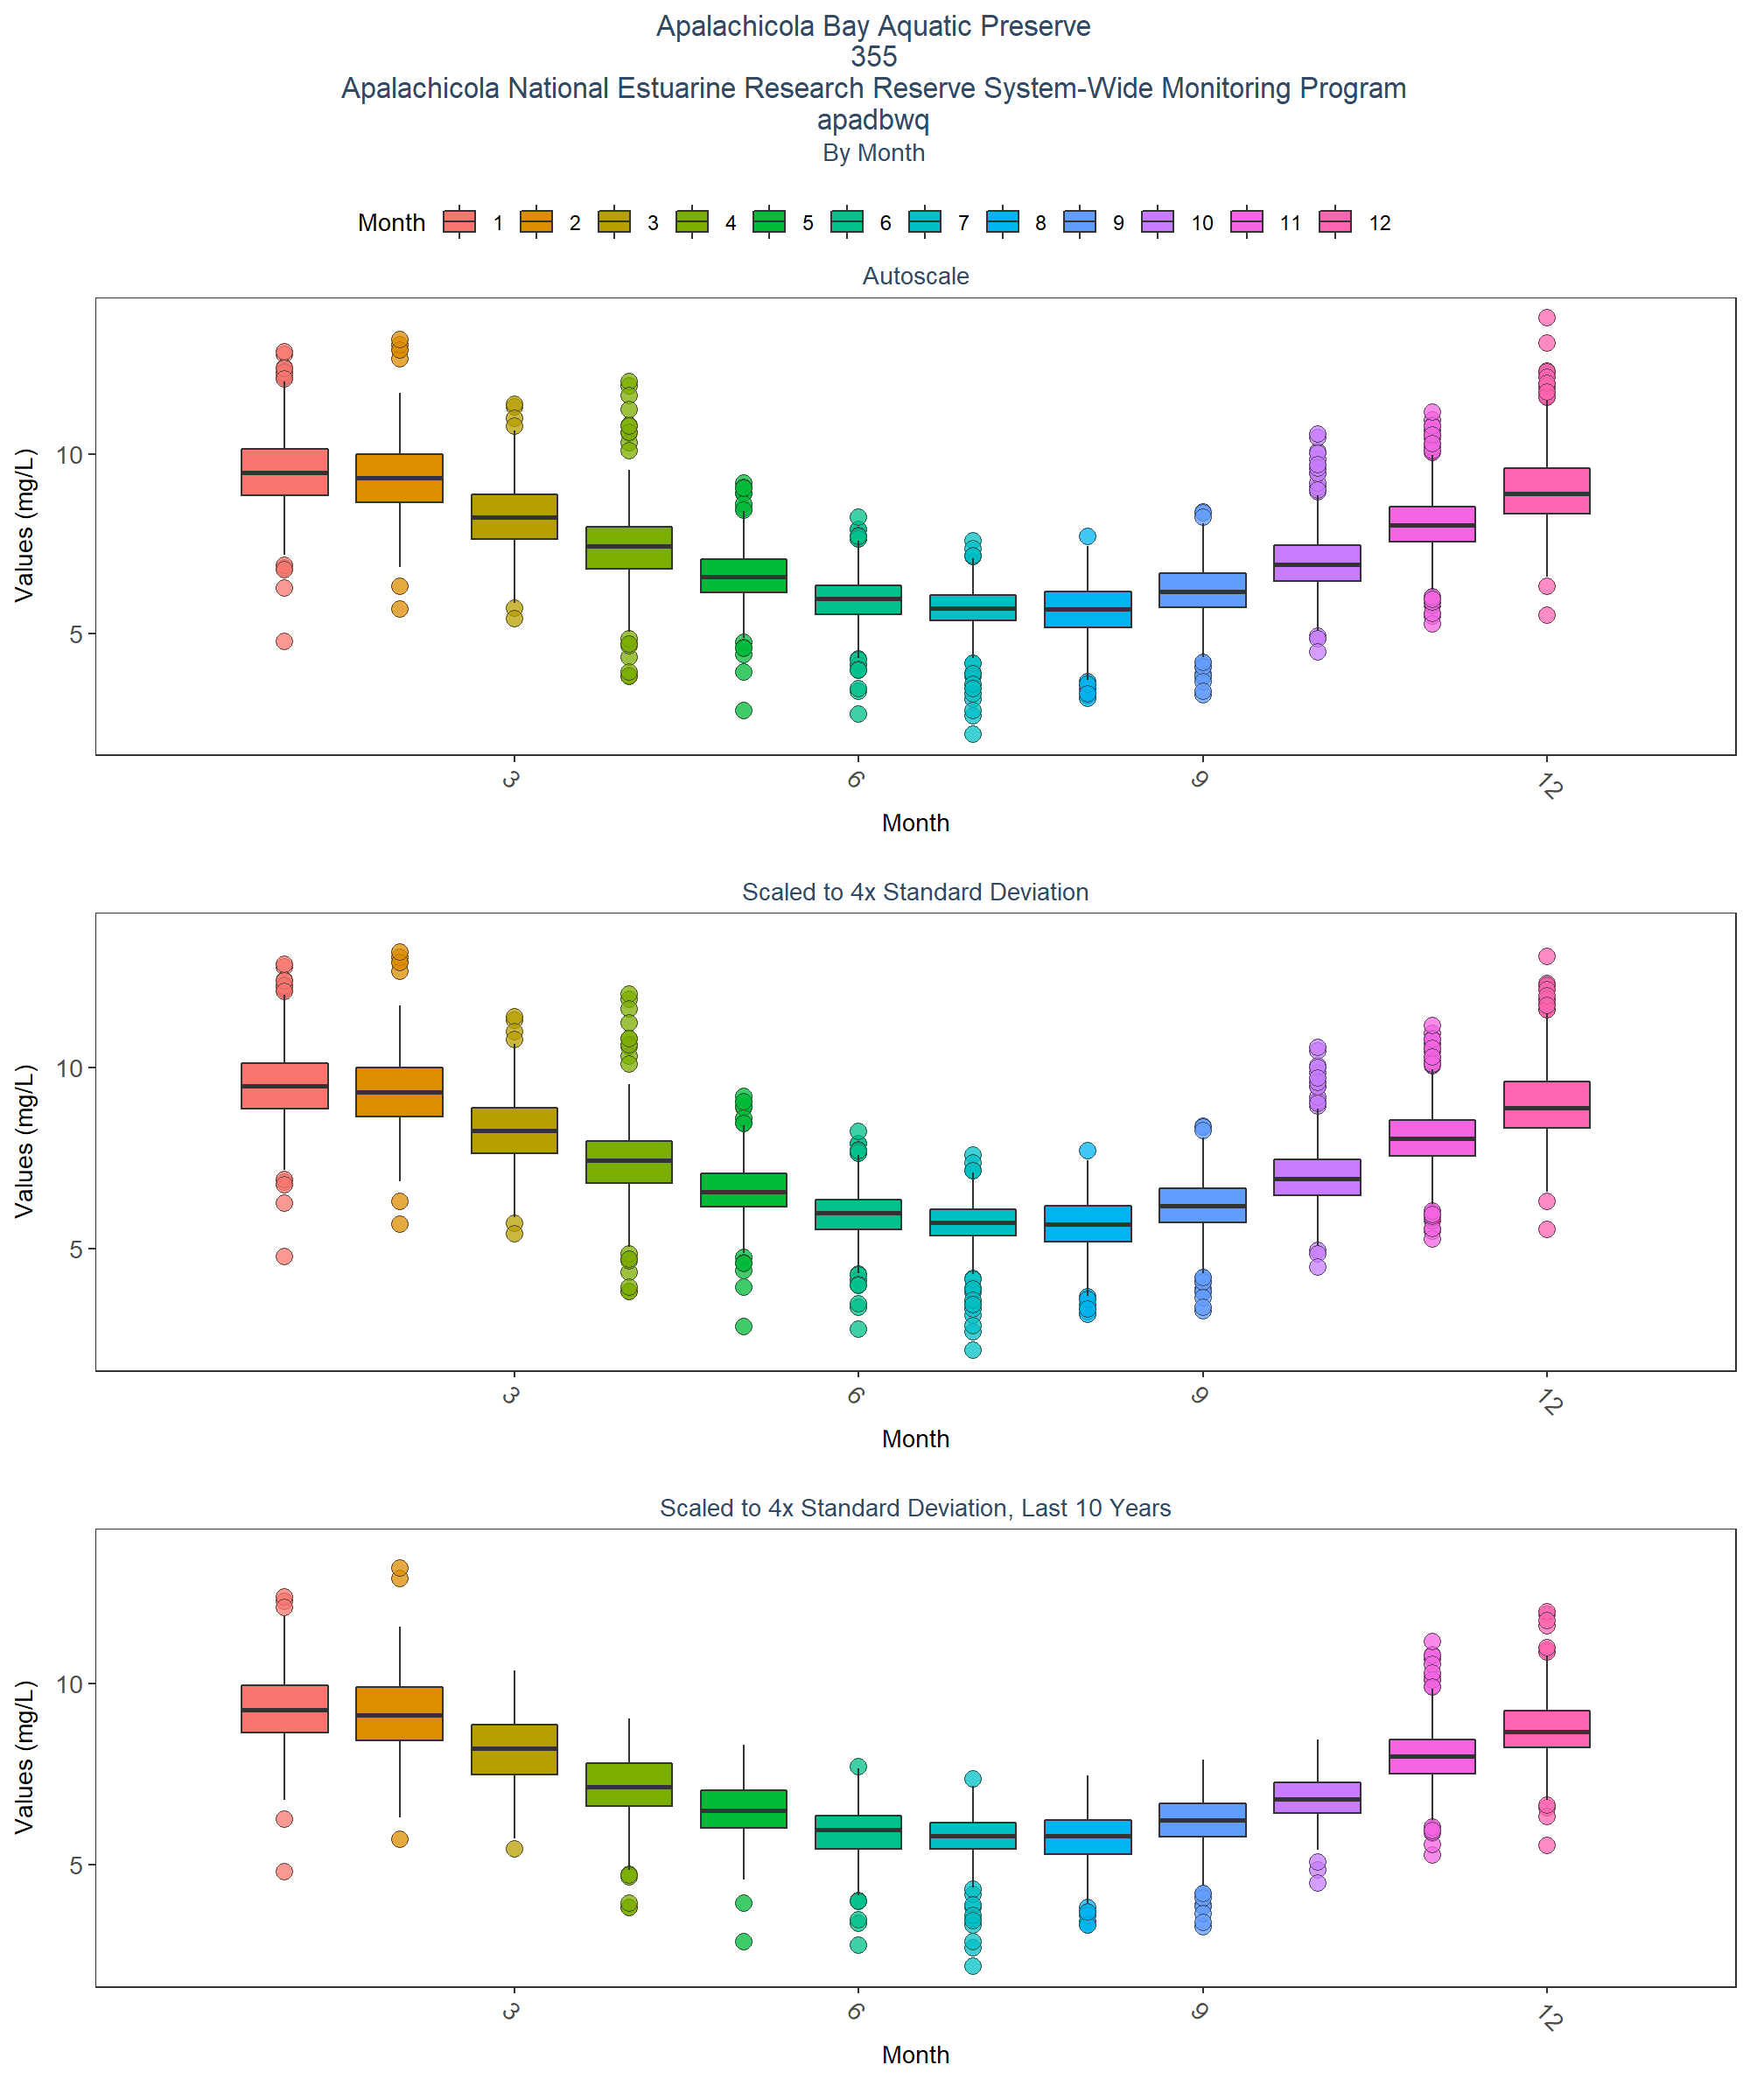 Apalachicola Bay Aquatic Preserve
355
Apalachicola National Estuarine Research Reserve System-Wide Monitoring Program
apadbwq
By Month
Month 1 2 3 4 5 6 7 8 9 10 11 12
Autoscale
Values (mg/L)
10
5
3 6 9 12
Month
Scaled to 4x Standard Deviation
Values (mg/L)
10
5
3 6 9 12
Month
Scaled to 4x Standard Deviation, Last 10 Years
Values (mg/L)
10
5
3 6 9 12
Month